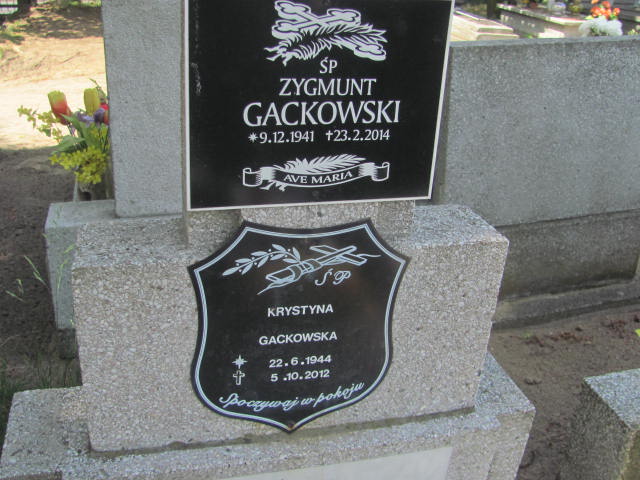 ŚP
ZYGMUNT
GACKOWSKI
*9.12.1941 †23.2.2014
AVE MARIA
ŚP
KRYSTYNA
GACKOWSKA
* 22.6.1944
† 5.10.2012
Spoczywaj w pokoju